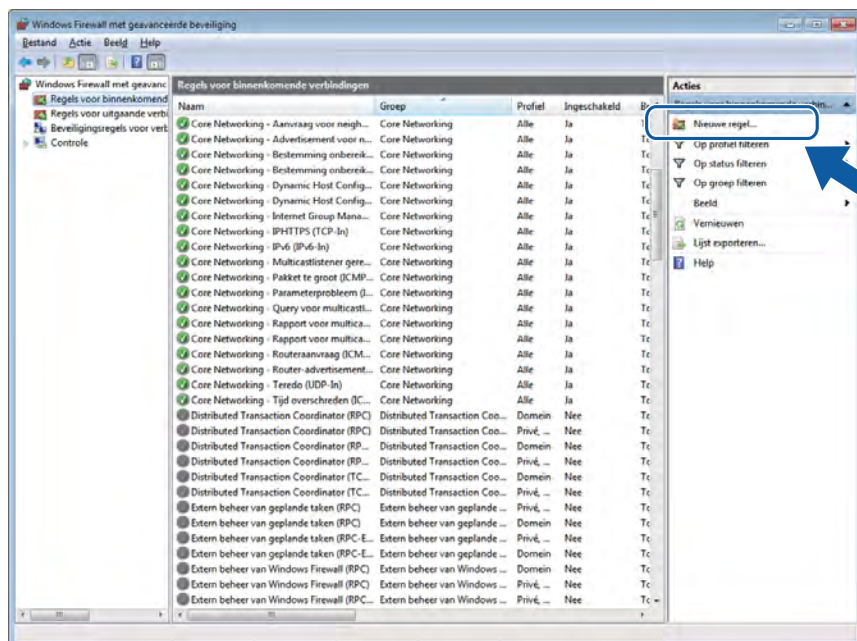 Windows Firewall met geavanceerde beveiliging
Bestand Actie Beeld Help
Windows Firewall met geavanc
Regels voor binnenkomend
Regels voor uitgaande verbi
Beveiligingsregels voor verb
Controle
Regels voor binnenkomende verbindingen
Naam Groep Profiel Ingeschakeld
Core Networking - Aanvraag voor neigh... Core Networking Alle Ja
Core Networking - Advertisement voor n... Core Networking Alle Ja
Core Networking - Bestemming onbereik... Core Networking Alle Ja
Core Networking - Bestemming onbereik... Core Networking Alle Ja
Core Networking - Dynamic Host Config... Core Networking Alle Ja
Core Networking - Dynamic Host Config... Core Networking Alle Ja
Core Networking - Internet Group Mana... Core Networking Alle Ja
Core Networking - IPHTTPS (TCP-In) Core Networking Alle Ja
Core Networking - IPv6 (IPv6-In) Core Networking Alle Ja
Core Networking - Multicastlistener gere... Core Networking Alle Ja
Core Networking - Pakket te groot (ICMP... Core Networking Alle Ja
Core Networking - Parameterprobleem (I... Core Networking Alle Ja
Core Networking - Query voor multicastl... Core Networking Alle Ja
Core Networking - Rapport voor multica... Core Networking Alle Ja
Core Networking - Rapport voor multica... Core Networking Alle Ja
Core Networking - Routeraanvraag (ICM... Core Networking Alle Ja
Core Networking - Router-advertisement... Core Networking Alle Ja
Core Networking - Teredo (UDP-In) Core Networking Alle Ja
Core Networking - Tijd overschreden (IC... Core Networking Alle Ja
Distributed Transaction Coordinator (RPC) Distributed Transaction Coo... Domein Nee
Distributed Transaction Coordinator (RPC) Distributed Transaction Coo... Privé, ... Nee
Distributed Transaction Coordinator (RP... Distributed Transaction Coo... Domein Nee
Distributed Transaction Coordinator (RP... Distributed Transaction Coo... Privé, ... Nee
Distributed Transaction Coordinator (TC... Distributed Transaction Coo... Domein Nee
Distributed Transaction Coordinator (TC... Distributed Transaction Coo... Privé, ... Nee
Extern beheer van geplande taken (RPC) Extern beheer van geplande ... Privé, ... Nee
Extern beheer van geplande taken (RPC) Extern beheer van geplande ... Domein Nee
Extern beheer van geplande taken (RPC-E... Extern beheer van geplande ... Privé, ... Nee
Extern beheer van geplande taken (RPC-E... Extern beheer van geplande ... Domein Nee
Extern beheer van Windows Firewall (RPC) Extern beheer van Windows ... Domein Nee
Extern beheer van Windows Firewall (RPC) Extern beheer van Windows ... Privé, ... Nee
Extern beheer van Windows Firewall (RPC... Extern beheer van Windows ... Privé, ... Nee
Acties
Nieuwe regel...
Op profiel filteren
Op status filteren
Op groep filteren
Beeld
Vernieuwen
Lijst exporteren...
Help